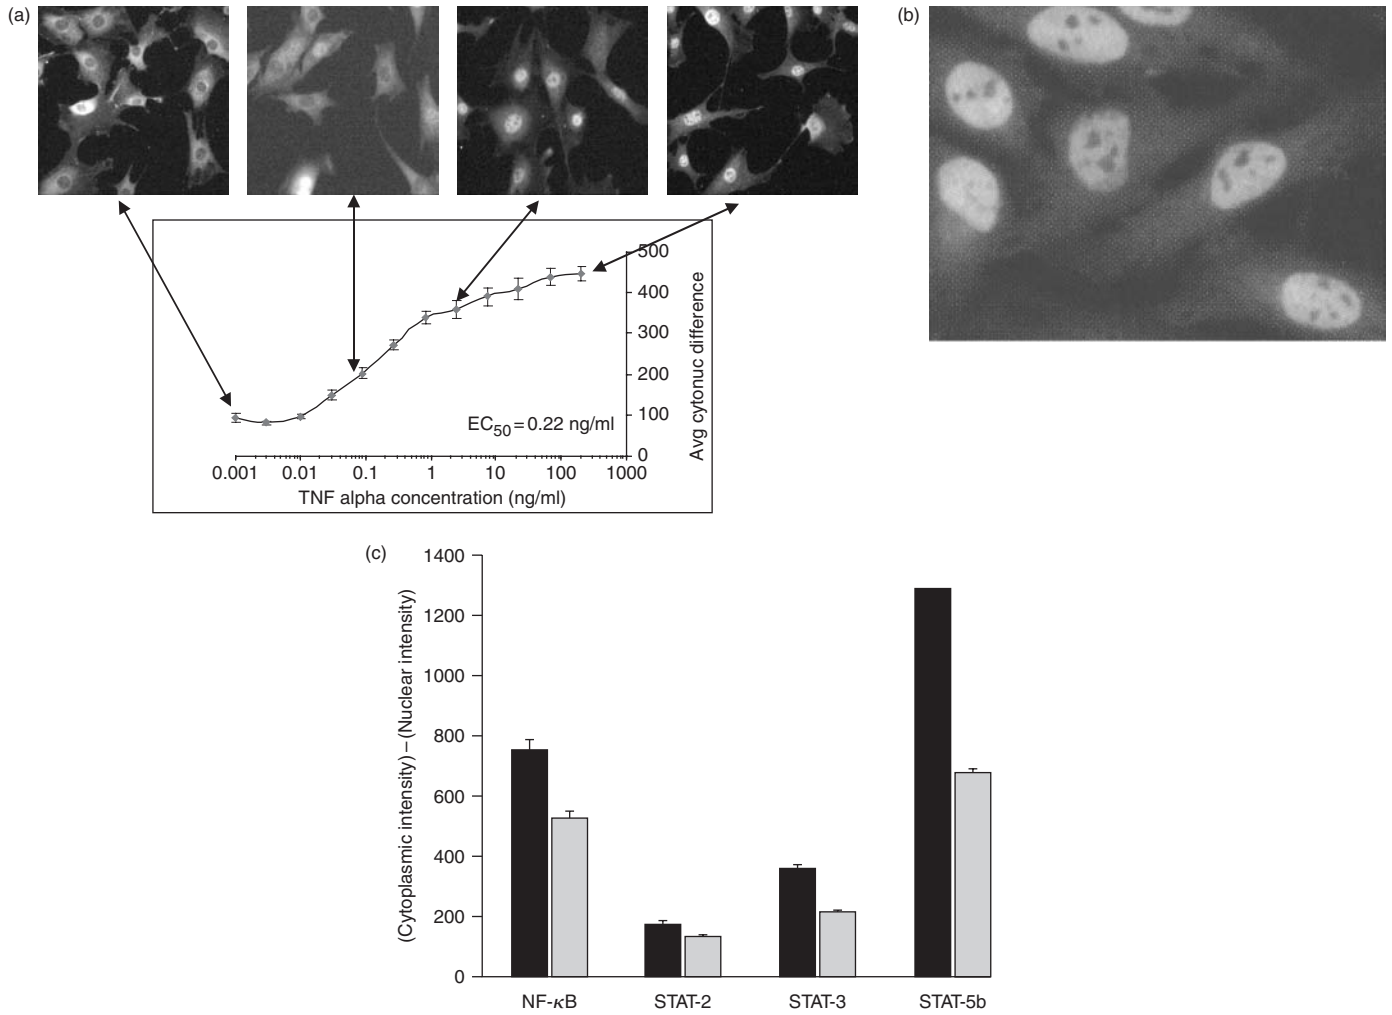 (a)
(b)
500
400
300
200
100
0
Avg cytonuc difference
EC50 = 0.22 ng/ml
0.001 0.01 0.1 1 10 100 1000
TNF alpha concentration (ng/ml)
(c)
1400
1200
1000
800
600
400
200
0
(Cytoplasmic intensity) – (Nuclear intensity)
NF-κB STAT-2 STAT-3 STAT-5b